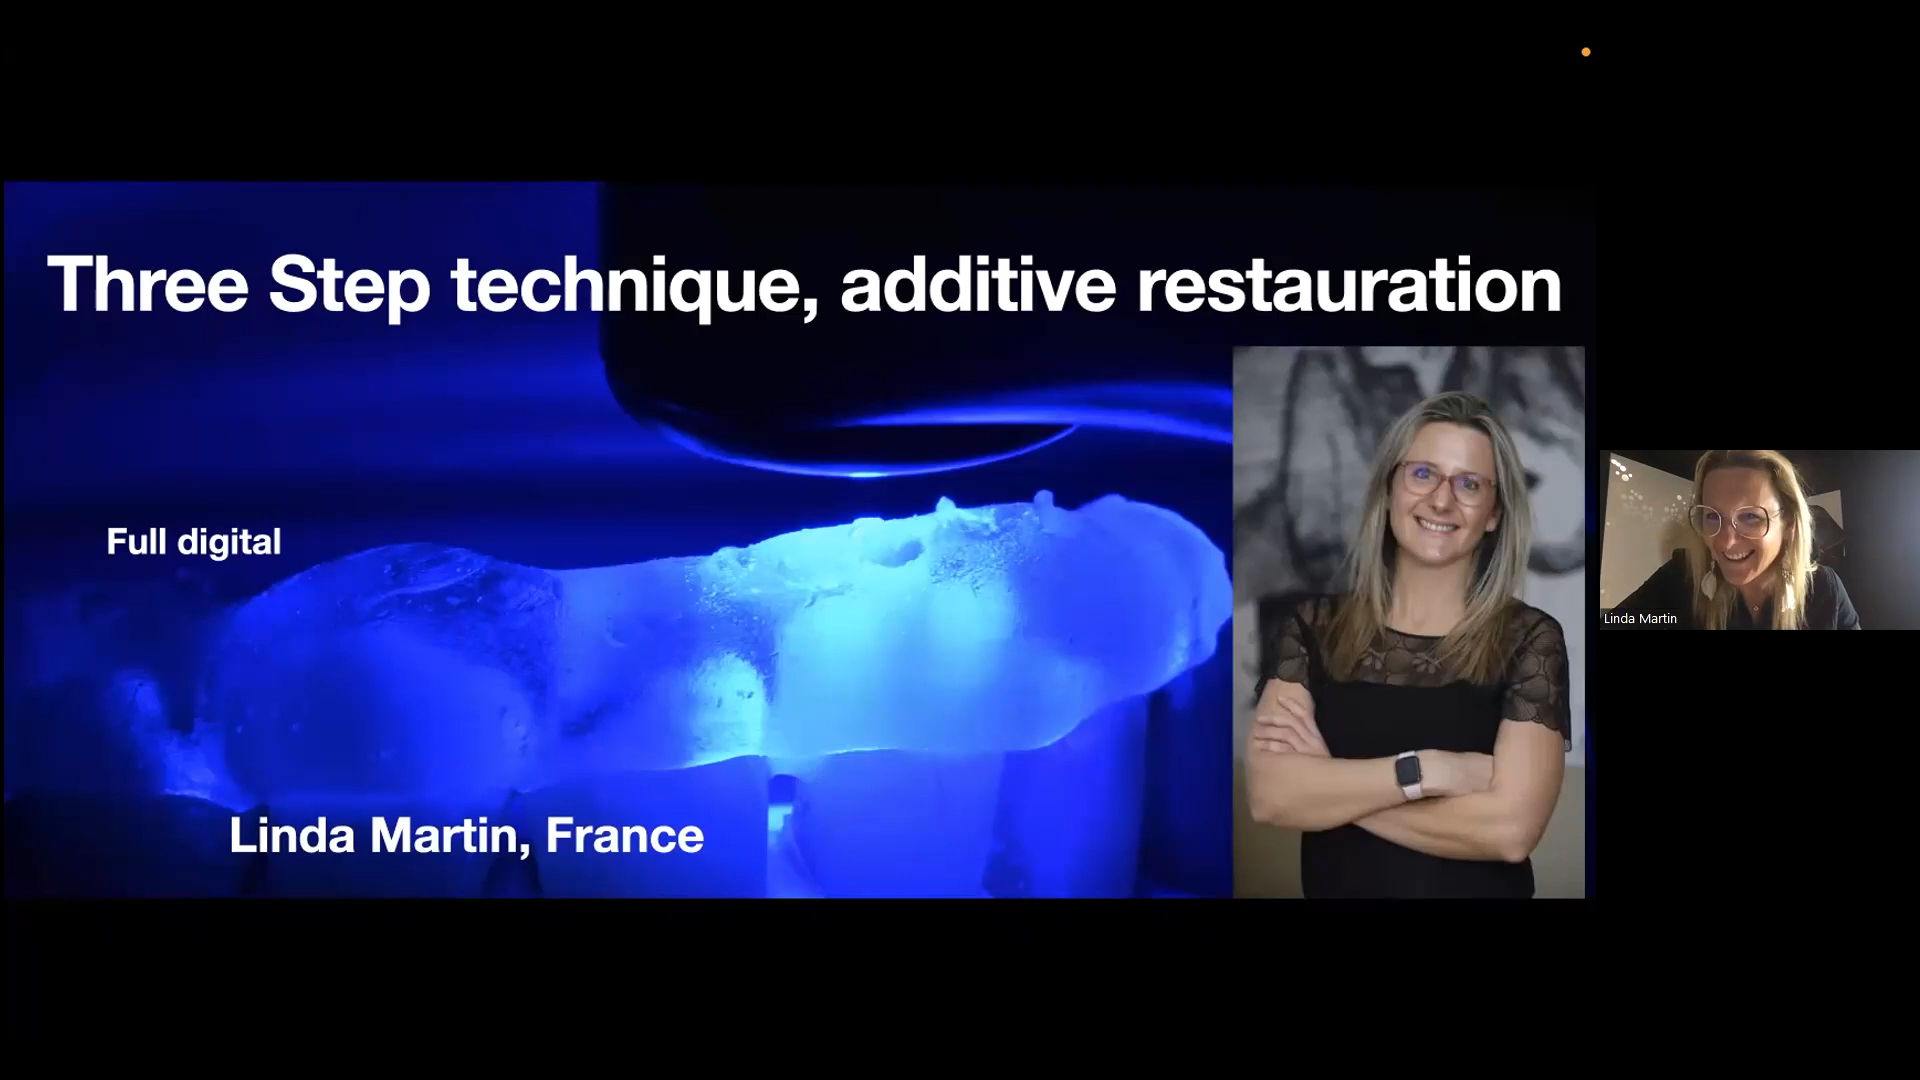 Three Step technique, additive restauration
Full digital
Linda Martin, France
Linda Martin